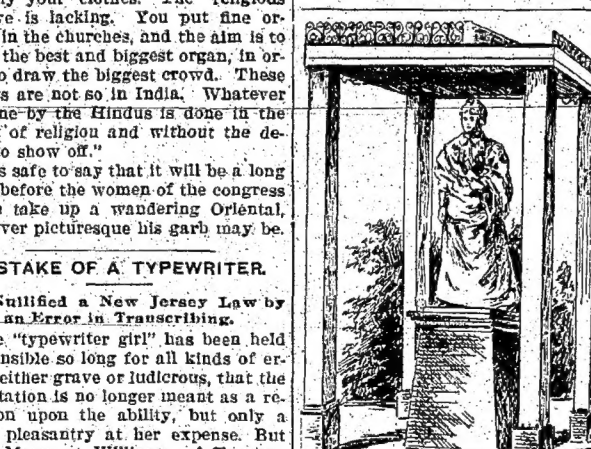 your clothes. The religious
is lacking. You put fine or-
in the churches, and the aim is to
the best and biggest organ, in or-
draw the biggest crowd. These
are not so in India. Whatever
by the Hindus is done in the
of religion and without the de-
to show off."
safe to say that it will be a long
before the women of the congress
take up a wandering Oriental,
picturesque his garb may be.
STAKE OF A TYPEWRITER.
Nullified a New Jersey Law by
an Error in Transcribing.
"typewriter girl" has been held
nsible so long for all kinds of er-
either grave or ludicrous, that the
tation is no longer meant as a re-
on upon the ability, but only a
pleasantry at her expense. But